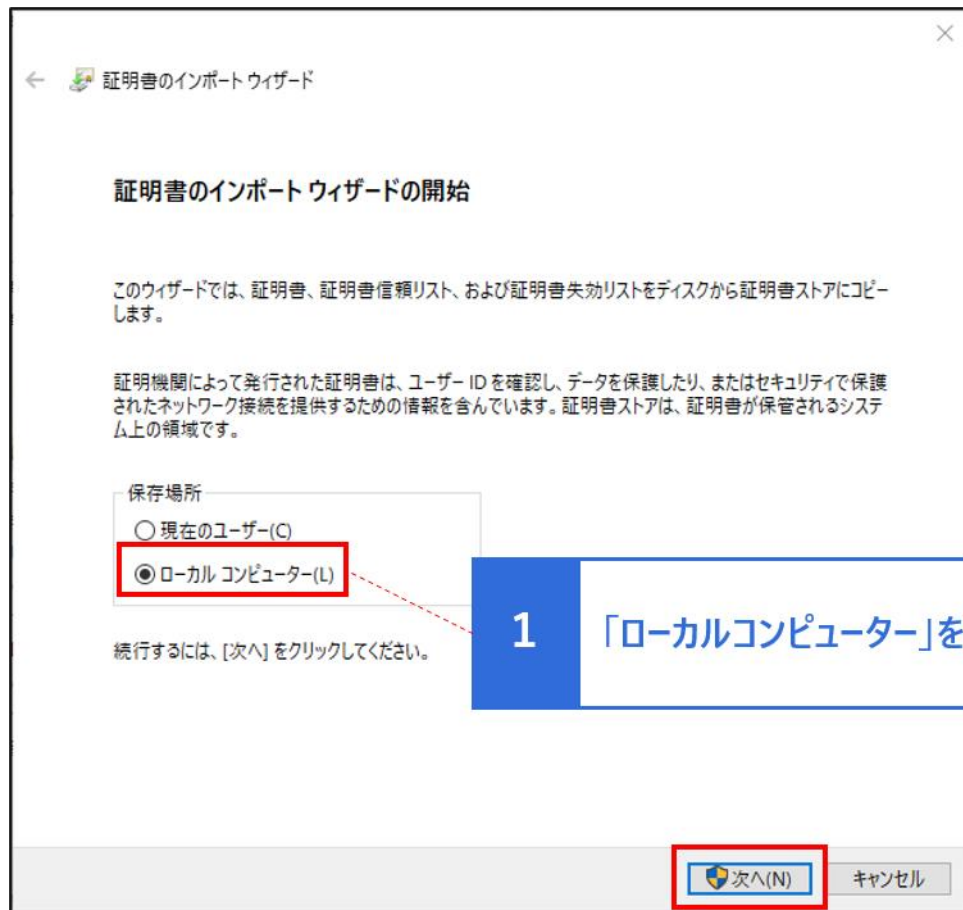 証明書のインポート ウィザード
証明書のインポート ウィザードの開始
このウィザードでは、証明書、証明書信頼リスト、および証明書失効リストをディスクから証明書ストアにコピー
します。
証明機関によって発行された証明書は、ユーザー ID を確認し、データを保護したり、またはセキュリティで保護
されたネットワーク接続を提供するための情報を含んでいます。証明書ストアは、証明書が保管されるシステ
ム上の領域です。
保存場所
現在のユーザー(C)
ローカル コンピューター(L)
1 「ローカルコンピューター」を
続行するには、[次へ] をクリックしてください。
次へ(N) キャンセル